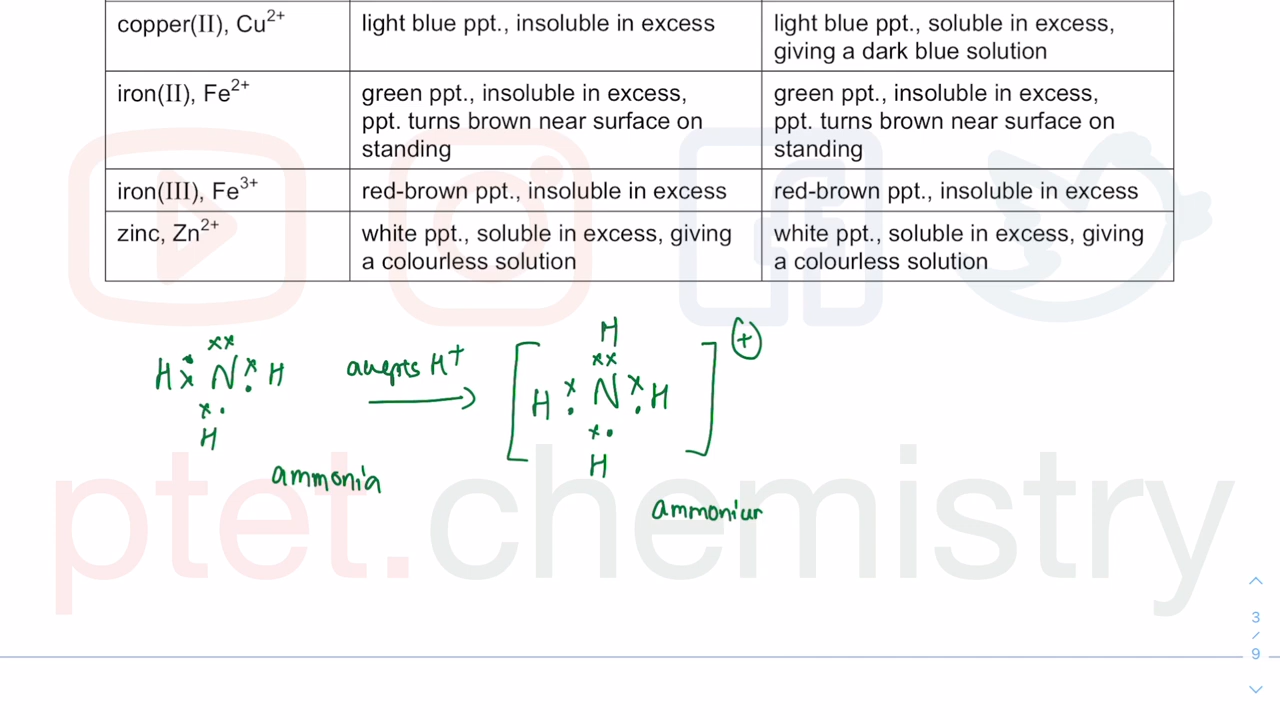 copper(II), Cu2+
light blue ppt., insoluble in excess
light blue ppt., soluble in excess,
giving a dark blue solution
iron(II), Fe2+
green ppt., insoluble in excess,
ppt. turns brown near surface on
standing
green ppt., insoluble in excess,
ppt. turns brown near surface on
standing
iron(III), Fe3+
red-brown ppt., insoluble in excess
red-brown ppt., insoluble in excess
zinc, Zn2+
white ppt., soluble in excess, giving
a colourless solution
white ppt., soluble in excess, giving
a colourless solution
xx
H •x N x• H
x•
H
ammonia
accepts H+
H
xx
[ H x• N x• H ] +
x•
H
ammoniur
ptet.chemistry
3
/
9